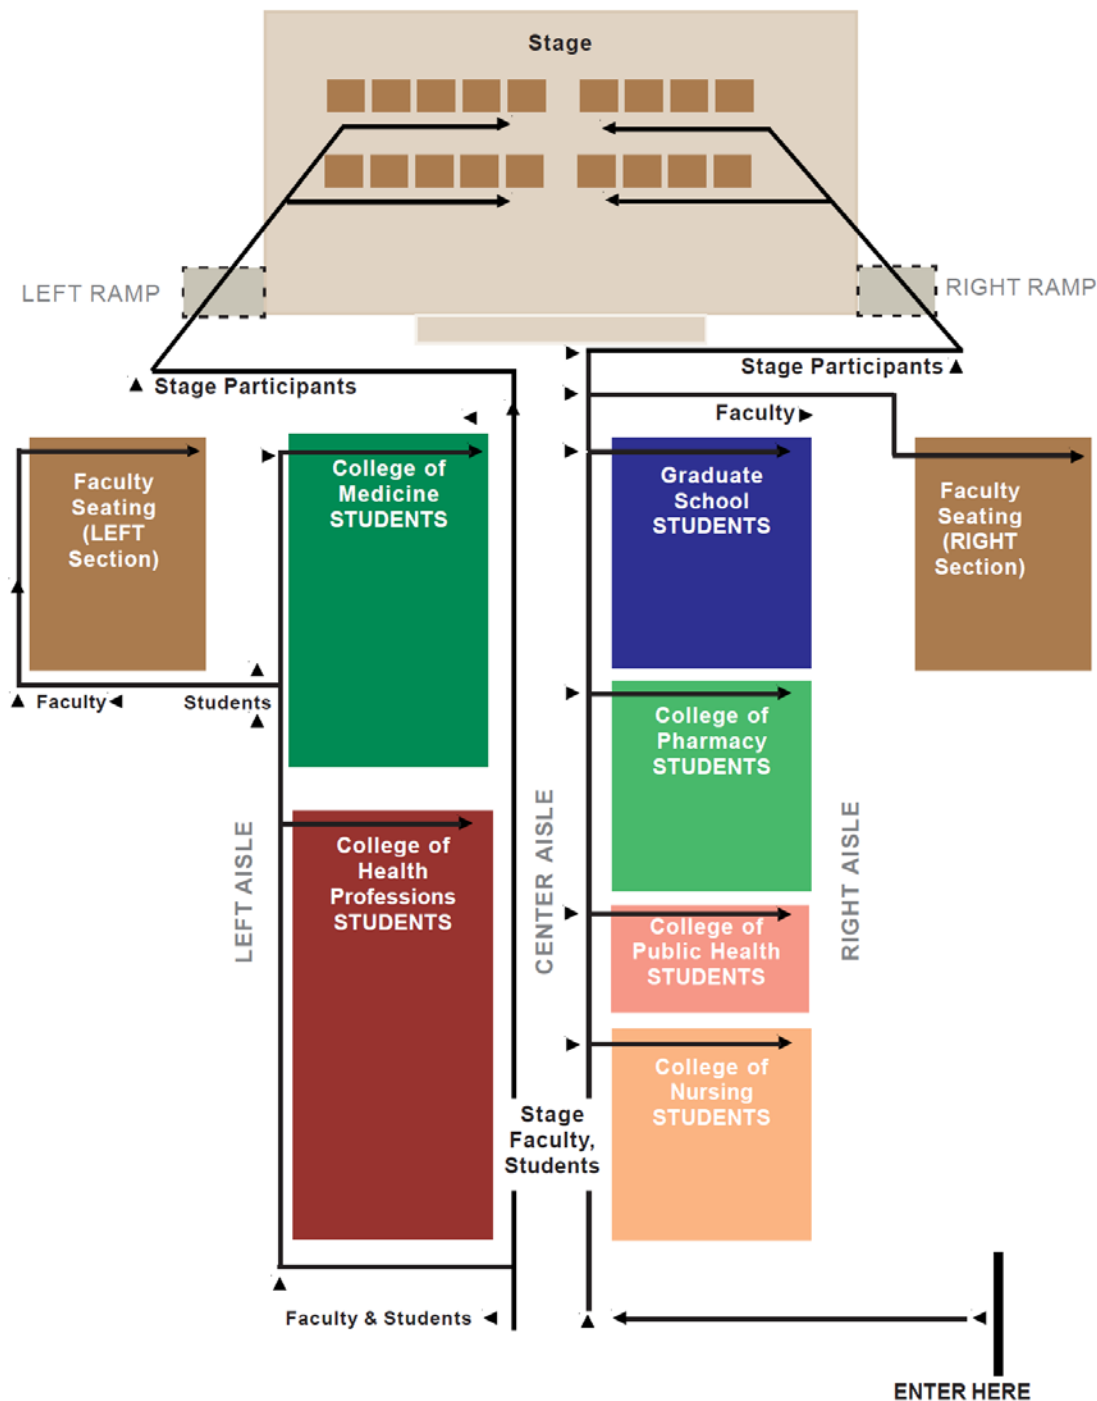 Stage
LEFT RAMP
RIGHT RAMP
Stage Participants
Stage Participants
Faculty
Faculty
Seating
(LEFT
Section)
College of
Medicine
STUDENTS
Graduate
School
STUDENTS
Faculty
Seating
(RIGHT
Section)
Faculty
Students
College of
Pharmacy
STUDENTS
LEFT AISLE
College of
Health
Professions
STUDENTS
CENTER AISLE
RIGHT AISLE
College of
Public Health
STUDENTS
College of
Nursing
STUDENTS
Stage
Faculty,
Students
Faculty & Students
ENTER HERE